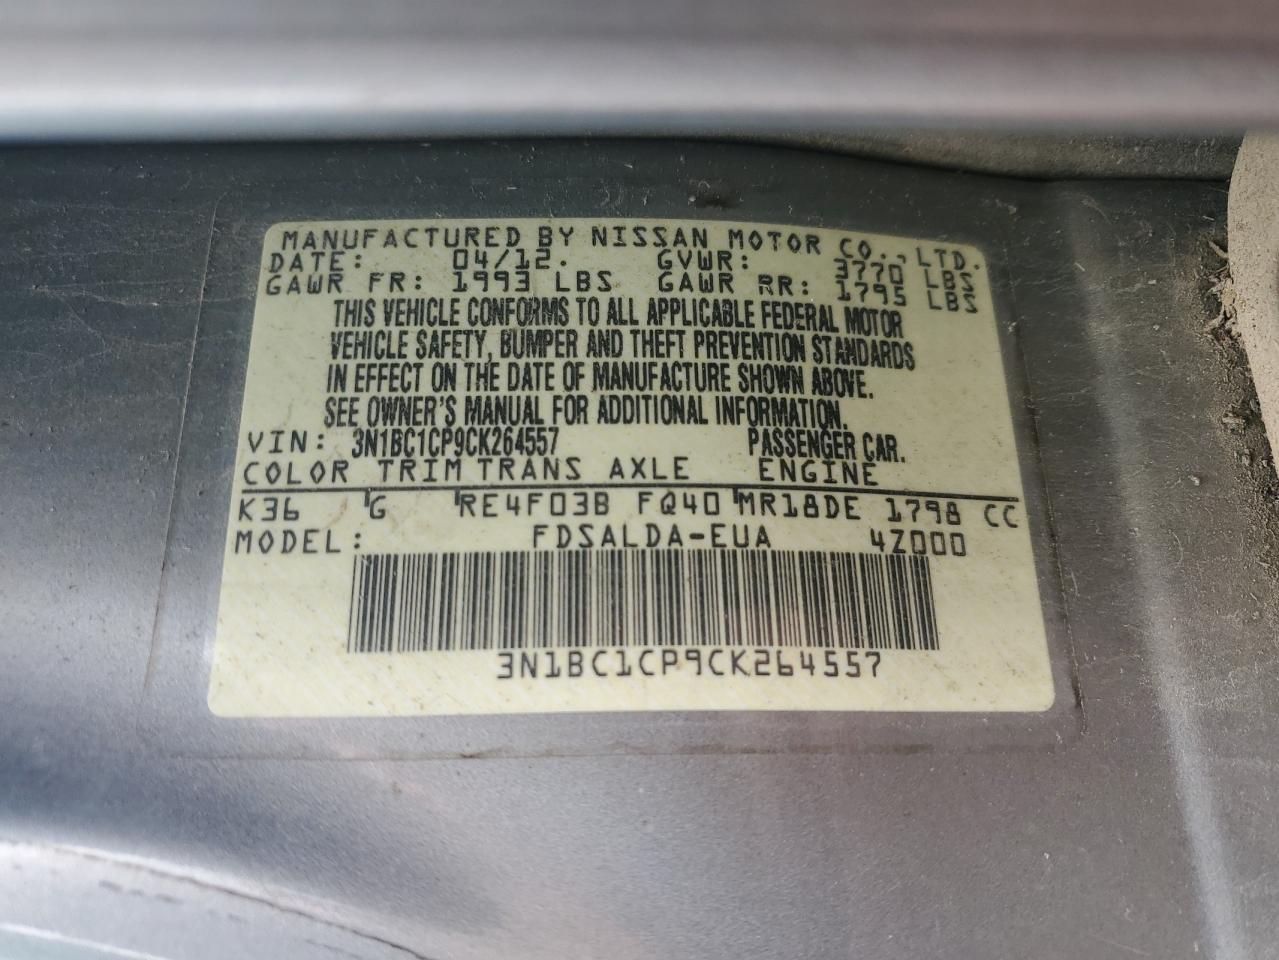 MANUFACTURED BY NISSAN MOTOR CO., LTD.
DATE: 04/12. GVWR: 3770 LBS
GAWR FR: 1993 LBS GAWR RR: 1795 LBS
THIS VEHICLE CONFORMS TO ALL APPLICABLE FEDERAL MOTOR
VEHICLE SAFETY, BUMPER AND THEFT PREVENTION STANDARDS
IN EFFECT ON THE DATE OF MANUFACTURE SHOWN ABOVE.
SEE OWNER'S MANUAL FOR ADDITIONAL INFORMATION.
VIN: 3N1BC1CP9CK264557 PASSENGER CAR.
COLOR TRIM TRANS AXLE ENGINE
K36 G RE4F03B FQ40 MR18DE 1798 CC
MODEL: FDSALDA-EUA 4Z000
3N1BC1CP9CK264557